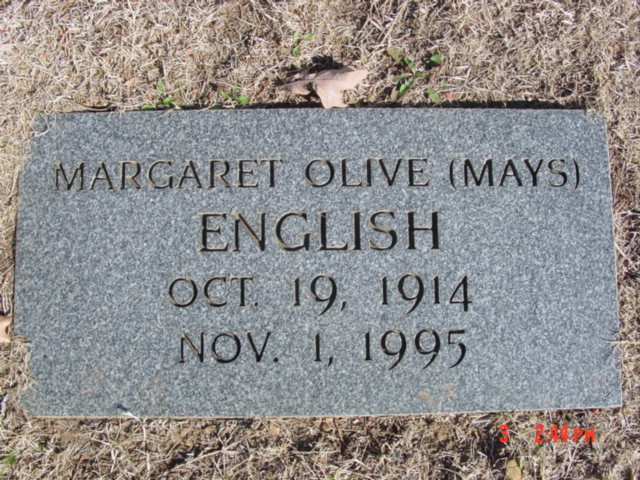 MARGARET OLIVE (MAYS)
ENGLISH
OCT. 19, 1914
NOV. 1, 1995
3 2:44PM